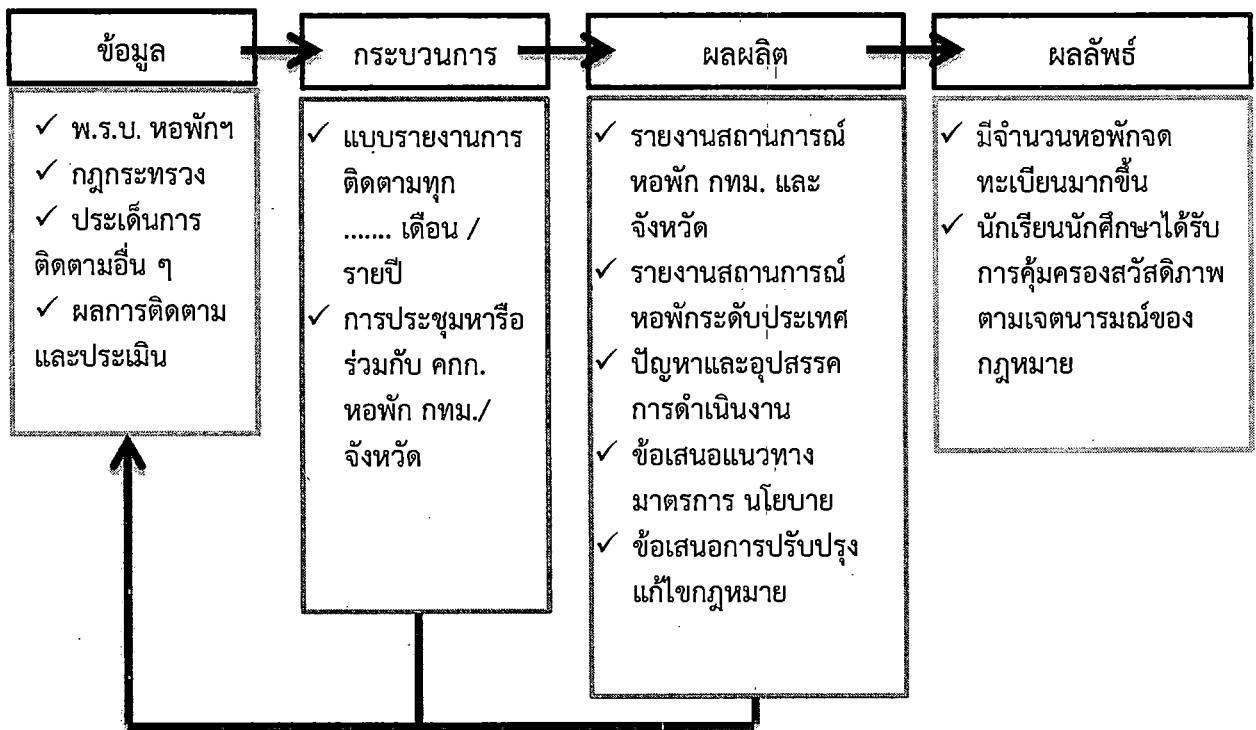 ข้อมูล
✓ พ.ร.บ. หอพักฯ
✓ กฎกระทรวง
✓ ประเด็นการ
ติดตามอื่น ๆ
✓ ผลการติดตาม
และประเมิน
กระบวนการ
✓ แบบรายงานการ
ติดตามทุก
....... เดือน /
รายปี
✓ การประชุมหารือ
ร่วมกับ คกก.
หอพัก กทม./
จังหวัด
ผลผลิต
✓ รายงานสถานการณ์
หอพัก กทม. และ
จังหวัด
✓ รายงานสถานการณ์
หอพักระดับประเทศ
✓ ปัญหาและอุปสรรค
การดำเนินงาน
✓ ข้อเสนอแนวทาง
มาตรการ นโยบาย
✓ ข้อเสนอการปรับปรุง
แก้ไขกฎหมาย
ผลลัพธ์
✓ มีจำนวนหอพักจด
ทะเบียนมากขึ้น
✓ นักเรียนนักศึกษาได้รับ
การคุ้มครองสวัสดิภาพ
ตามเจตนารมณ์ของ
กฎหมาย